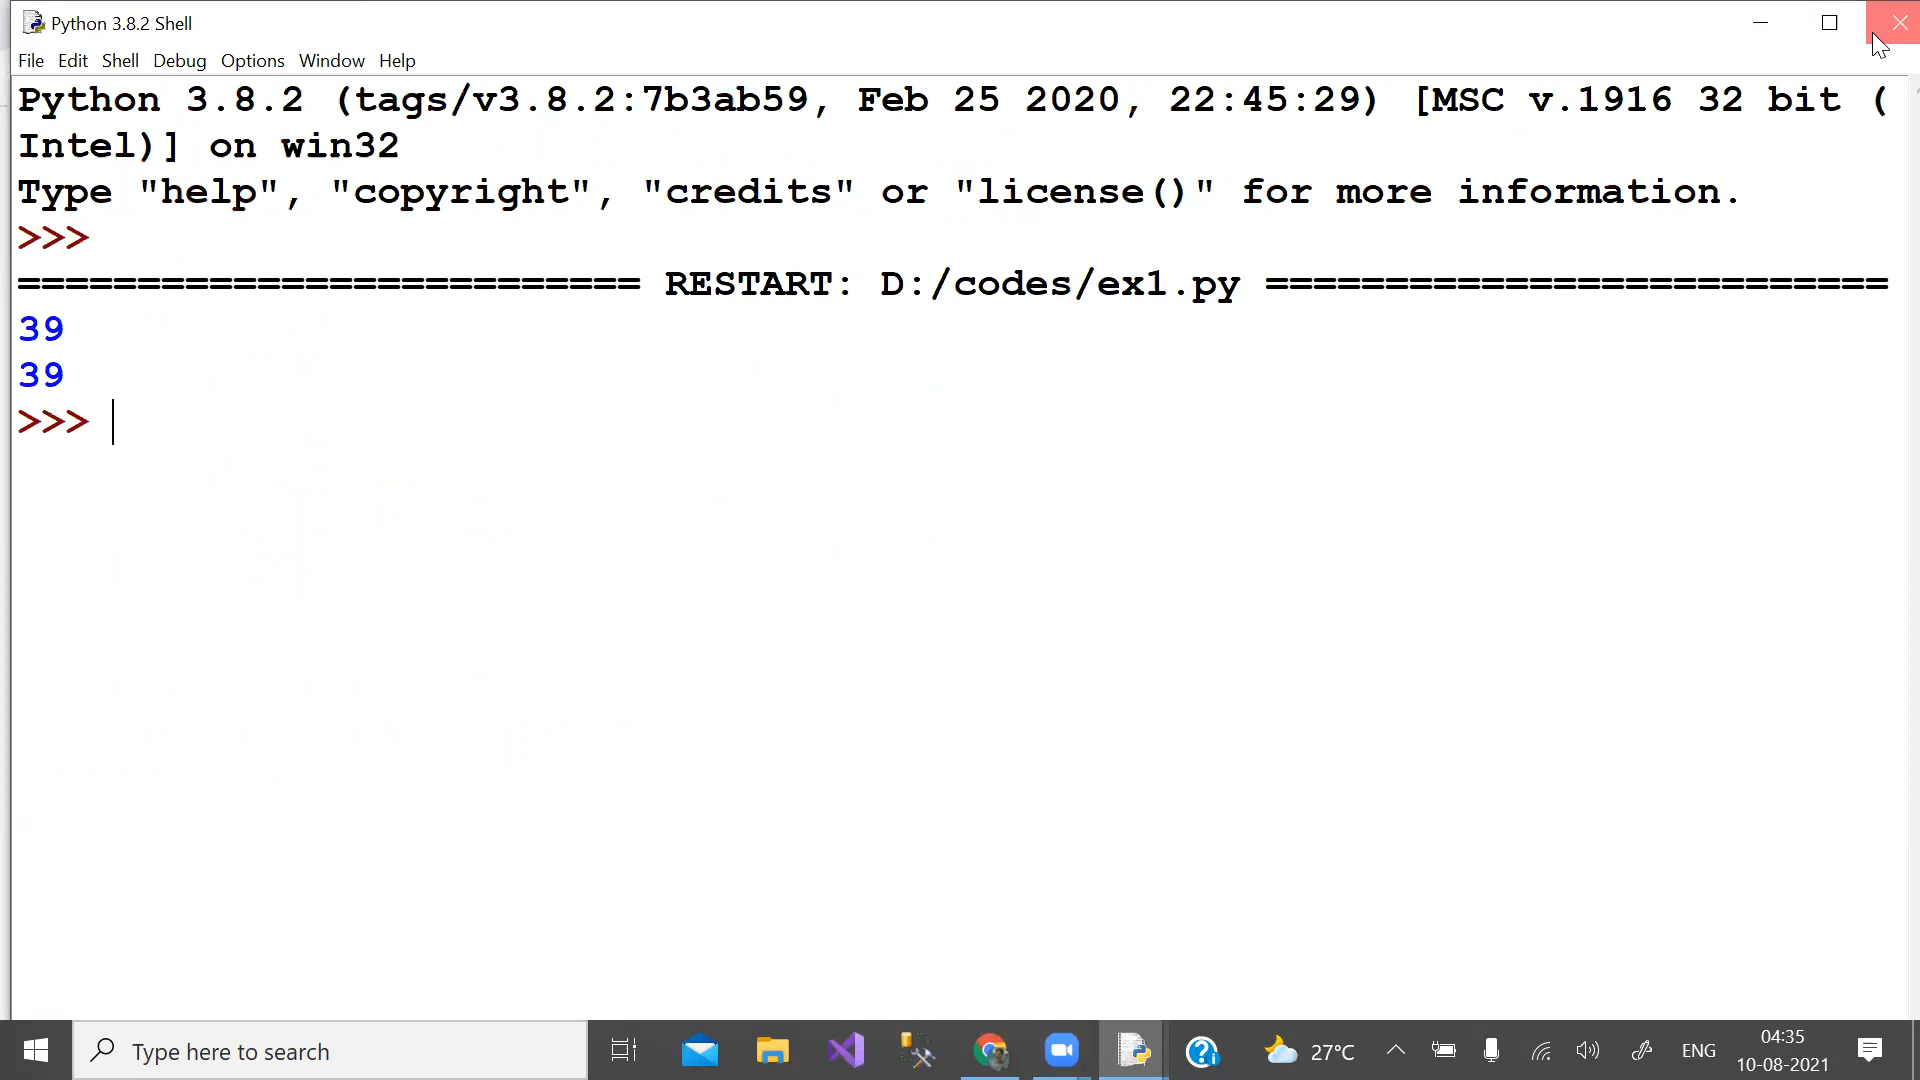 Python 3.8.2 Shell
File Edit Shell Debug Options Window Help
Python 3.8.2 (tags/v3.8.2:7b3ab59, Feb 25 2020, 22:45:29) [MSC v.1916 32 bit (
Intel)] on win32
Type "help", "copyright", "credits" or "license()" for more information.
>>>
========================== RESTART: D:/codes/ex1.py ==========================
39
39
>>>
Type here to search
27°C
ENG
04:35
10-08-2021